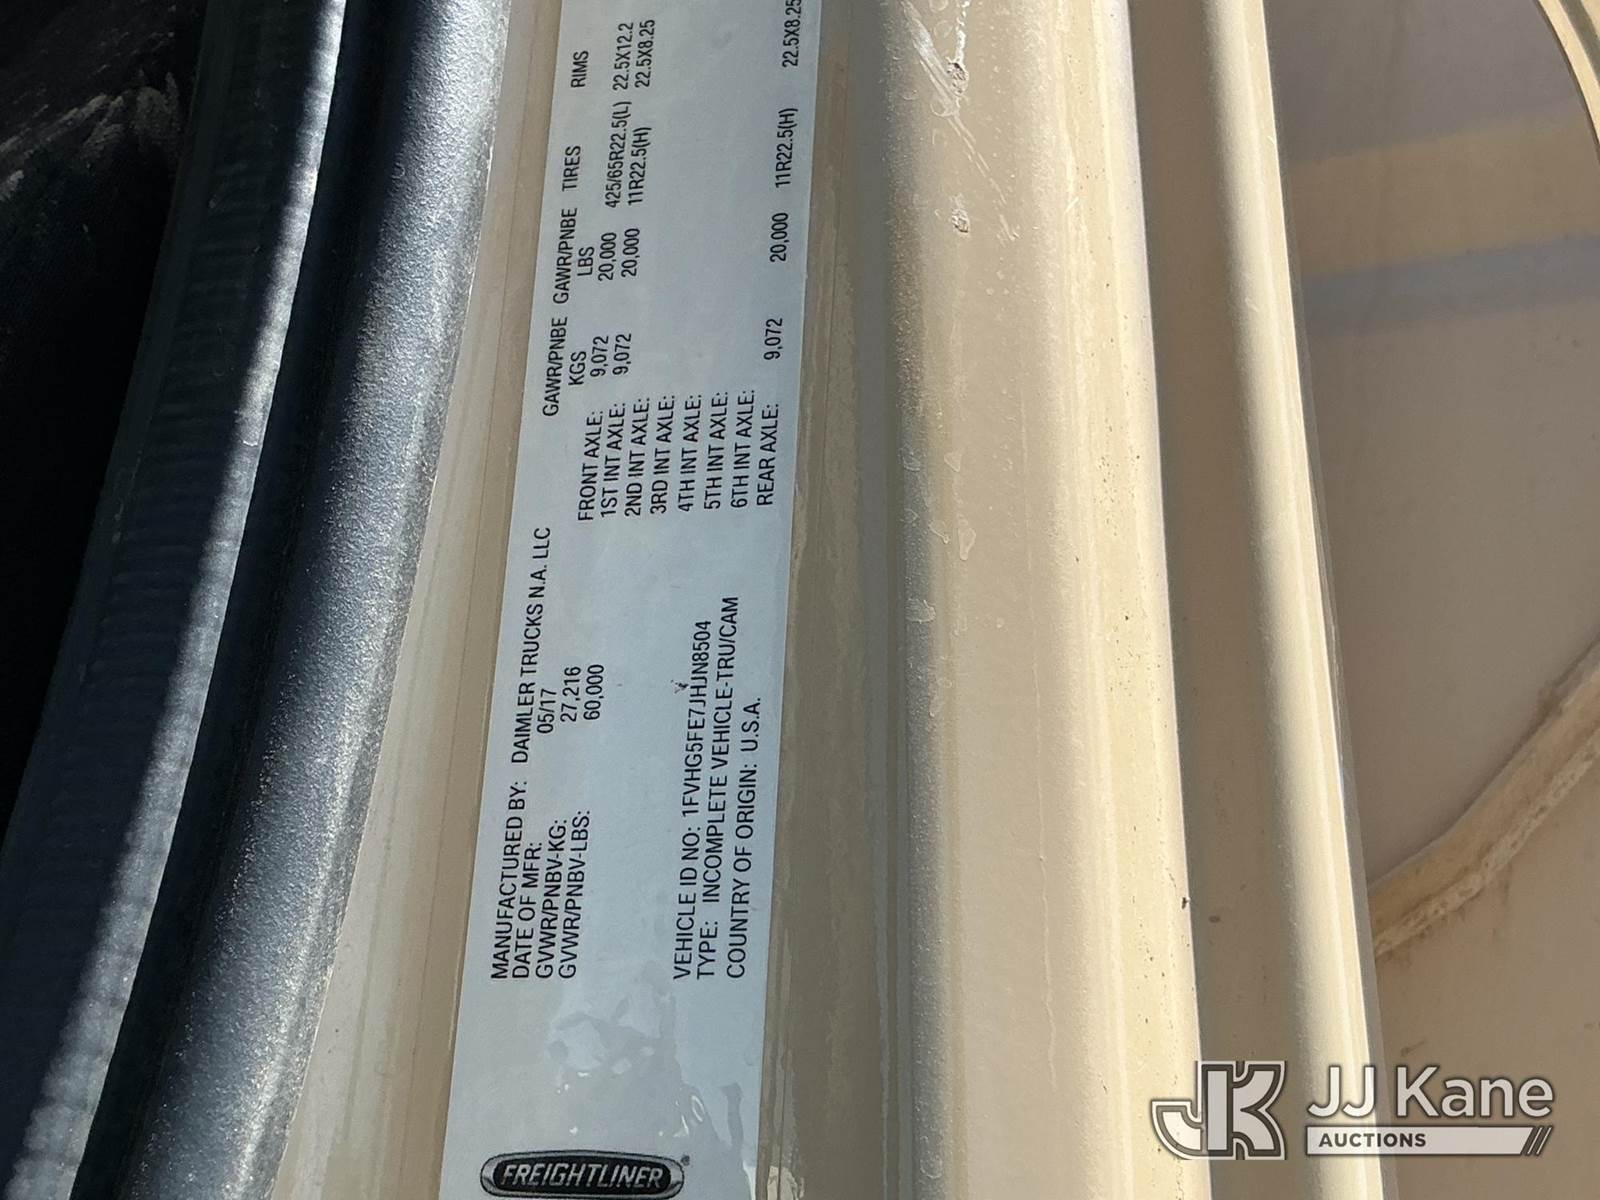 MANUFACTURED BY: DAIMLER TRUCKS N.A. LLC
DATE OF MFR: 05/17
GVWR/PNBV-KG: 27,216
GVWR/PNBV-LBS: 60,000
VEHICLE ID NO: 1FVHG5FE7JHJN8504
TYPE: INCOMPLETE VEHICLE-TRU/CAM
COUNTRY OF ORIGIN: U.S.A.
GAWR/PNBE GAWR/PNBE TIRES RIMS
KGS LBS
FRONT AXLE: 9,072 20,000 425/65R22.5(L) 22.5X12.2
1ST INT AXLE: 9,072 20,000 11R22.5(H) 22.5X8.25
2ND INT AXLE:
3RD INT AXLE:
4TH INT AXLE:
5TH INT AXLE:
6TH INT AXLE:
REAR AXLE: 9,072 20,000 11R22.5(H) 22.5X8.25
FREIGHTLINER
JK JJ Kane
AUCTIONS